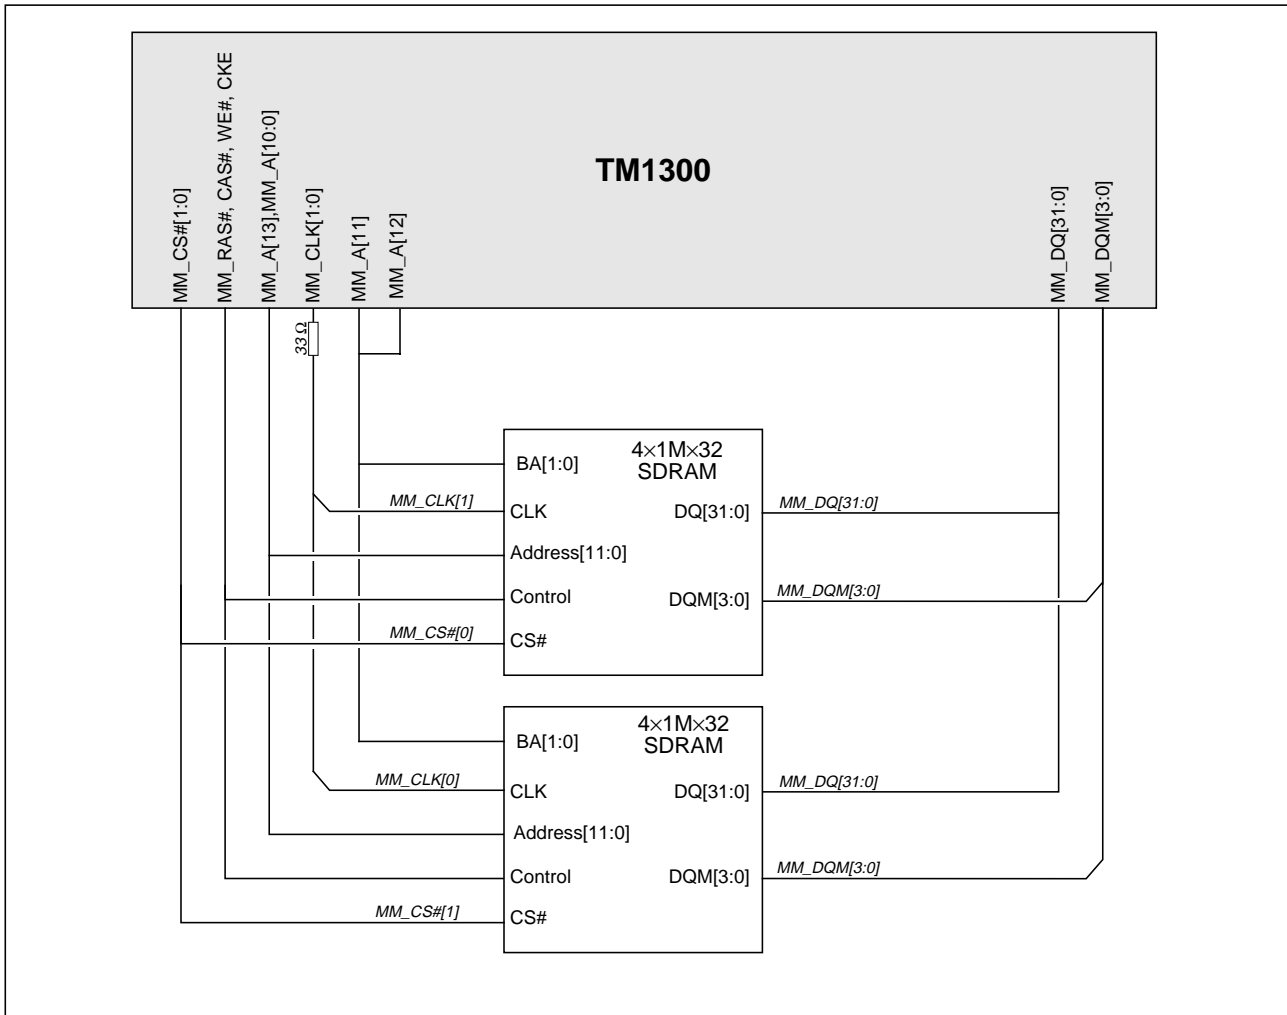 TM1300
MM_CS#[1:0]
MM_RAS#, CAS#, WE#, CKE
MM_A[13],MM_A[10:0]
MM_CLK[1:0]
MM_A[11]
MM_A[12]
MM_DQ[31:0]
MM_DQM[3:0]
33 Ω
4×1M×32
SDRAM
BA[1:0]
MM_CLK[1]
CLK
DQ[31:0]
MM_DQ[31:0]
Address[11:0]
Control
DQM[3:0]
MM_DQM[3:0]
MM_CS#[0]
CS#
4×1M×32
SDRAM
BA[1:0]
MM_CLK[0]
CLK
DQ[31:0]
MM_DQ[31:0]
Address[11:0]
Control
DQM[3:0]
MM_DQM[3:0]
MM_CS#[1]
CS#